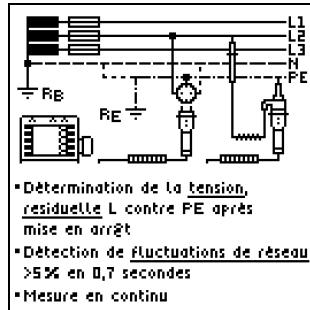 L1
L2
L3
N
PE
RB
RE
▪Détermination de la tension,
residuelle L contre PE après
mise en arrêt
▪Détection de fluctuations de réseau
>5% en 0,7 secondes
▪Mesure en continu